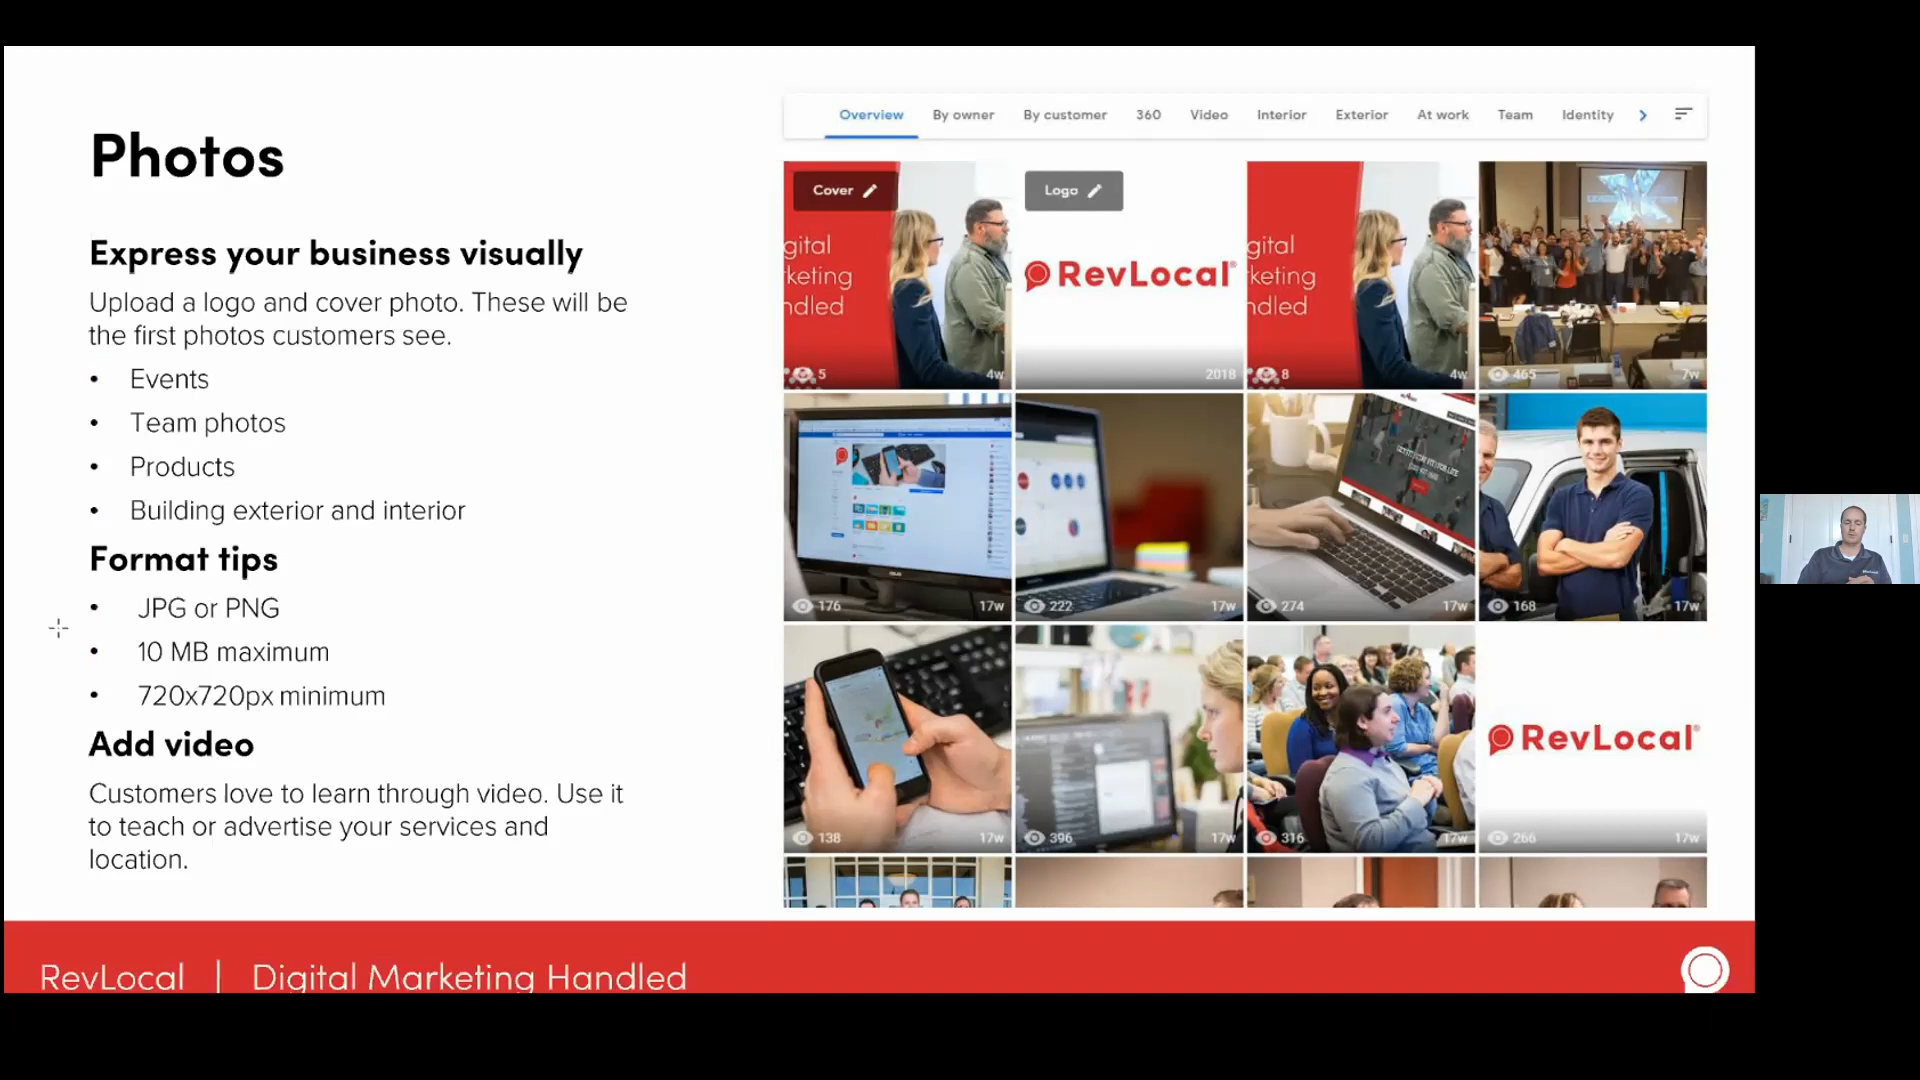 Photos
Express your business visually
Upload a logo and cover photo. These will be
the first photos customers see.
• Events
• Team photos
• Products
• Building exterior and interior
Format tips
• JPG or PNG
• 10 MB maximum
• 720x720px minimum
Add video
Customers love to learn through video. Use it
to teach or advertise your services and
location.
Overview By owner By customer 360 Video Interior Exterior At work Team Identity
Cover
gital
keting
ndled
5 4w
Logo
RevLocal®
2018
gital
keting
ndled
8 4w
465 7w
176 17w
222 17w
274 17w
168 17w
138 17w
396 17w
316 17w
RevLocal®
266 17w
RevLocal | Digital Marketing Handled